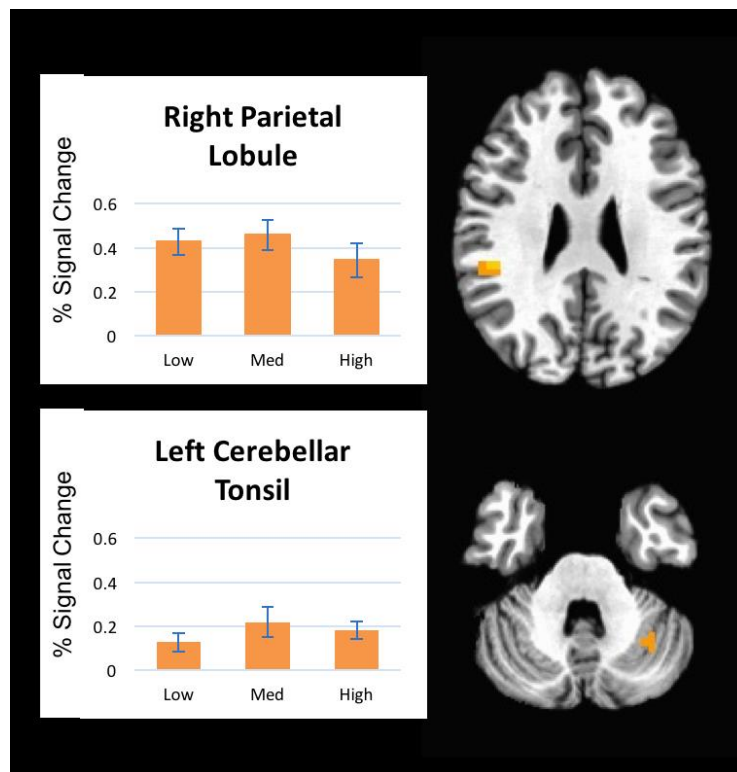 Right Parietal
Lobule
% Signal Change
0.6
0.4
0.2
0
Low Med High
Left Cerebellar
Tonsil
% Signal Change
0.6
0.4
0.2
0
Low Med High